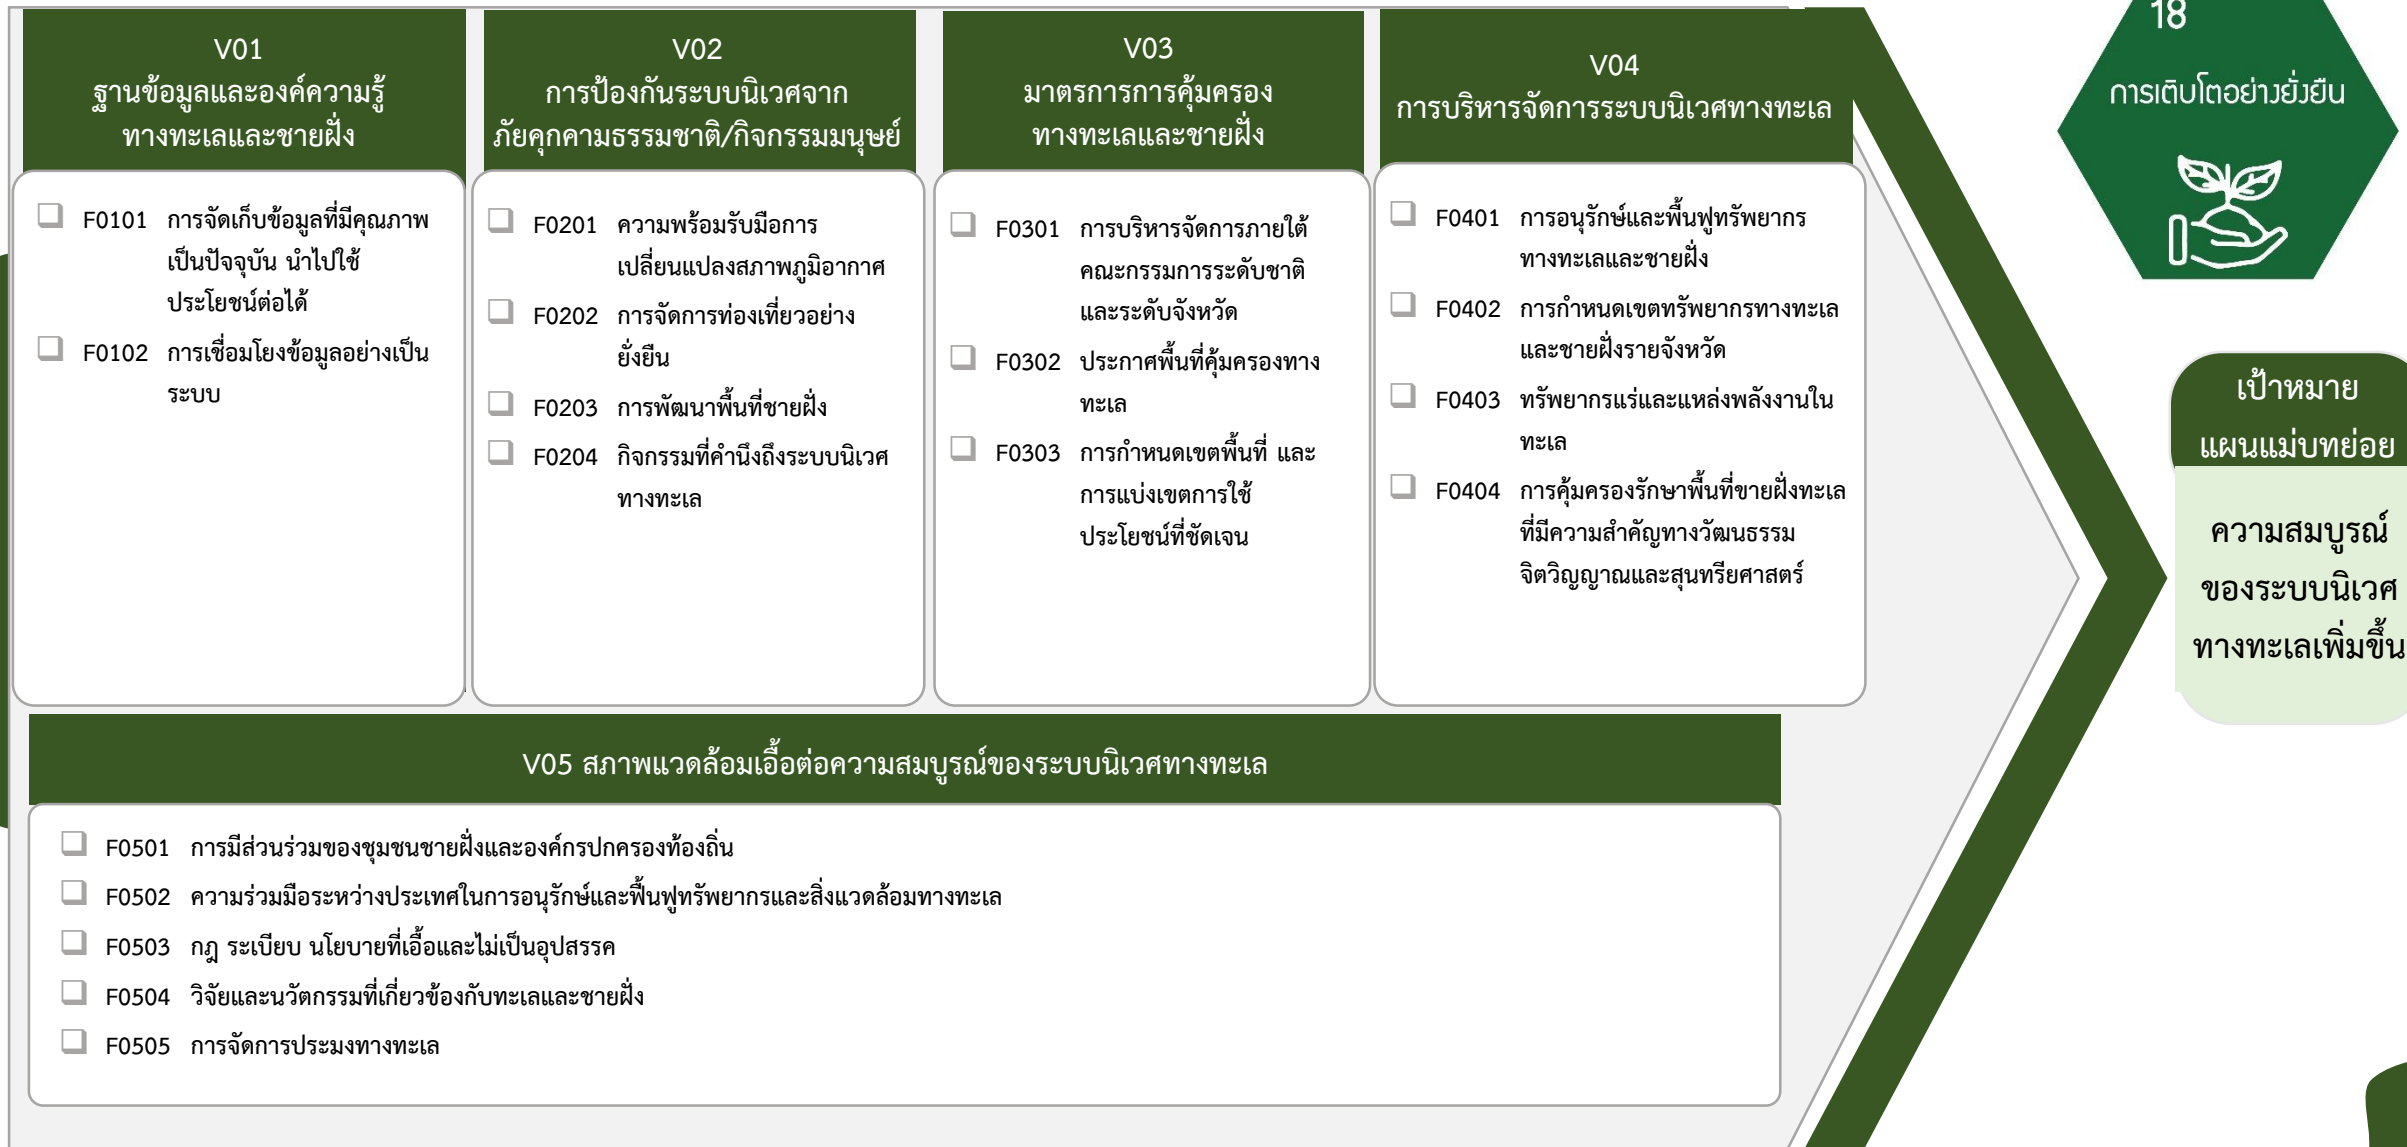 V01
ฐานข้อมูลและองค์ความรู้
ทางทะเลและชายฝั่ง
F0101 การจัดเก็บข้อมูลที่มีคุณภาพ
เป็นปัจจุบัน นำไปใช้
ประโยชน์ต่อได้
F0102 การเชื่อมโยงข้อมูลอย่างเป็น
ระบบ
V02
การป้องกันระบบนิเวศจาก
ภัยคุกคามธรรมชาติ/กิจกรรมมนุษย์
F0201 ความพร้อมรับมือการ
เปลี่ยนแปลงสภาพภูมิอากาศ
F0202 การจัดการท่องเที่ยวอย่าง
ยั่งยืน
F0203 การพัฒนาพื้นที่ชายฝั่ง
F0204 กิจกรรมที่คำนึงถึงระบบนิเวศ
ทางทะเล
V03
มาตรการการคุ้มครอง
ทางทะเลและชายฝั่ง
F0301 การบริหารจัดการภายใต้
คณะกรรมการระดับชาติ
และระดับจังหวัด
F0302 ประกาศพื้นที่คุ้มครองทาง
ทะเล
F0303 การกำหนดเขตพื้นที่ และ
การแบ่งเขตการใช้
ประโยชน์ที่ชัดเจน
V04
การบริหารจัดการระบบนิเวศทางทะเล
F0401 การอนุรักษ์และพื้นฟูทรัพยากร
ทางทะเลและชายฝั่ง
F0402 การกำหนดเขตทรัพยากรทางทะเล
และชายฝั่งรายจังหวัด
F0403 ทรัพยากรแร่และแหล่งพลังงานใน
ทะเล
F0404 การคุ้มครองรักษาพื้นที่ขายฝั่งทะเล
ที่มีความสำคัญทางวัฒนธรรม
จิตวิญญาณและสุนทรียศาสตร์
V05 สภาพแวดล้อมเอื้อต่อความสมบูรณ์ของระบบนิเวศทางทะเล
F0501 การมีส่วนร่วมของชุมชนชายฝั่งและองค์กรปกครองท้องถิ่น
F0502 ความร่วมมือระหว่างประเทศในการอนุรักษ์และฟื้นฟูทรัพยากรและสิ่งแวดล้อมทางทะเล
F0503 กฎ ระเบียบ นโยบายที่เอื้อและไม่เป็นอุปสรรค
F0504 วิจัยและนวัตกรรมที่เกี่ยวข้องกับทะเลและชายฝั่ง
F0505 การจัดการประมงทางทะเล
18
การเติบโตอย่างยั่งยืน
เป้าหมาย
แผนแม่บทย่อย
ความสมบูรณ์
ของระบบนิเวศ
ทางทะเลเพิ่มขึ้น